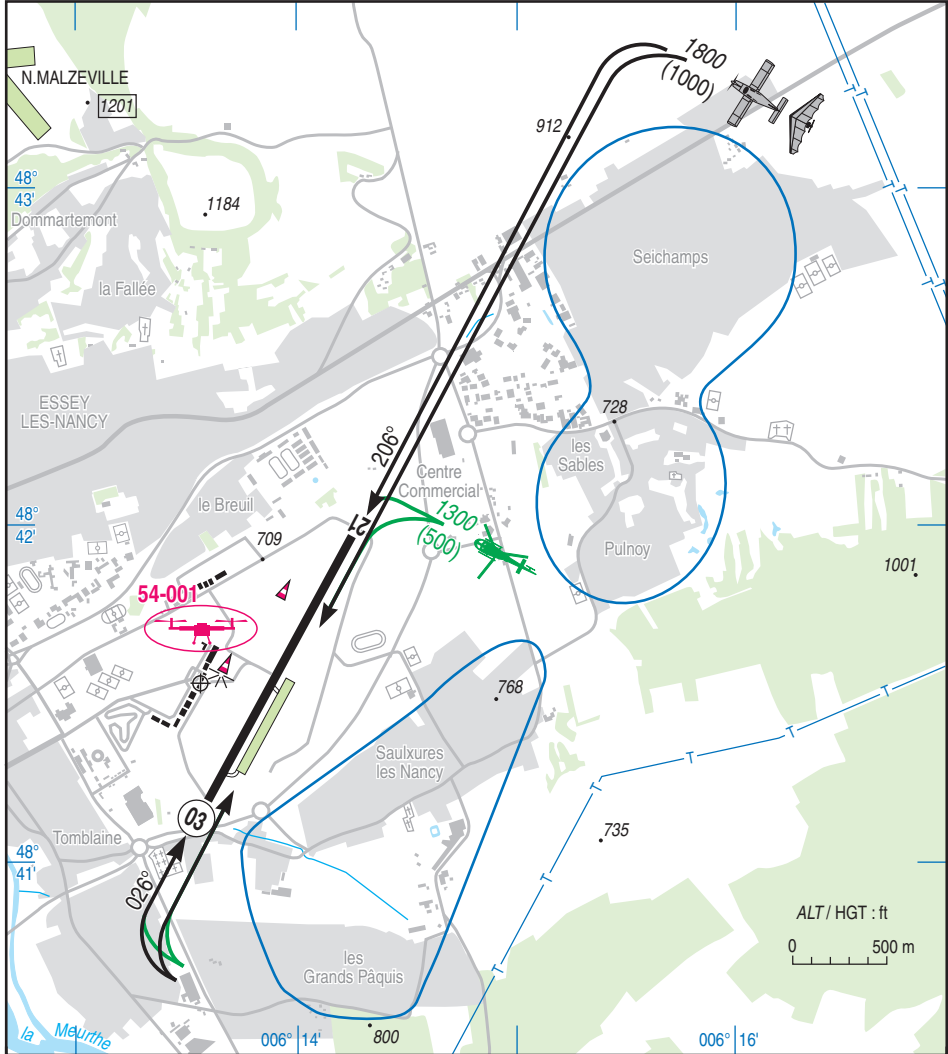 1800
(1000)
N.MALZEVILLE
1201
912
48°
43'
1184
Dommartemont
Seichamps
la Fallée
ESSEY
LES-NANCY
728
206°
les
Sables
Centre
Commercial
le Breuil
1300
(500)
21
48°
42'
709
Pulnoy
1001
54-001
768
T
T
T
T
T
T
T
T
T
Saulxures
les Nancy
03
735
Tomblaine
48°
41'
026°
ALT / HGT : ft
0 500 m
les
Grands Pâquis
la Meurthe
800
006° 14'
006° 16'